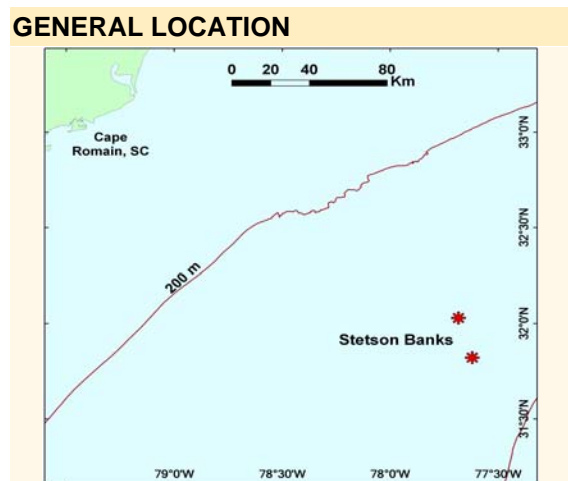 GENERAL LOCATION
0 20 40 80
Km
Cape
Romain, SC
33°0'N
32°30'N
200 m
32°0'N
Stetson Banks
31°30'N
79°0'W 78°30'W 78°0'W 77°30'W